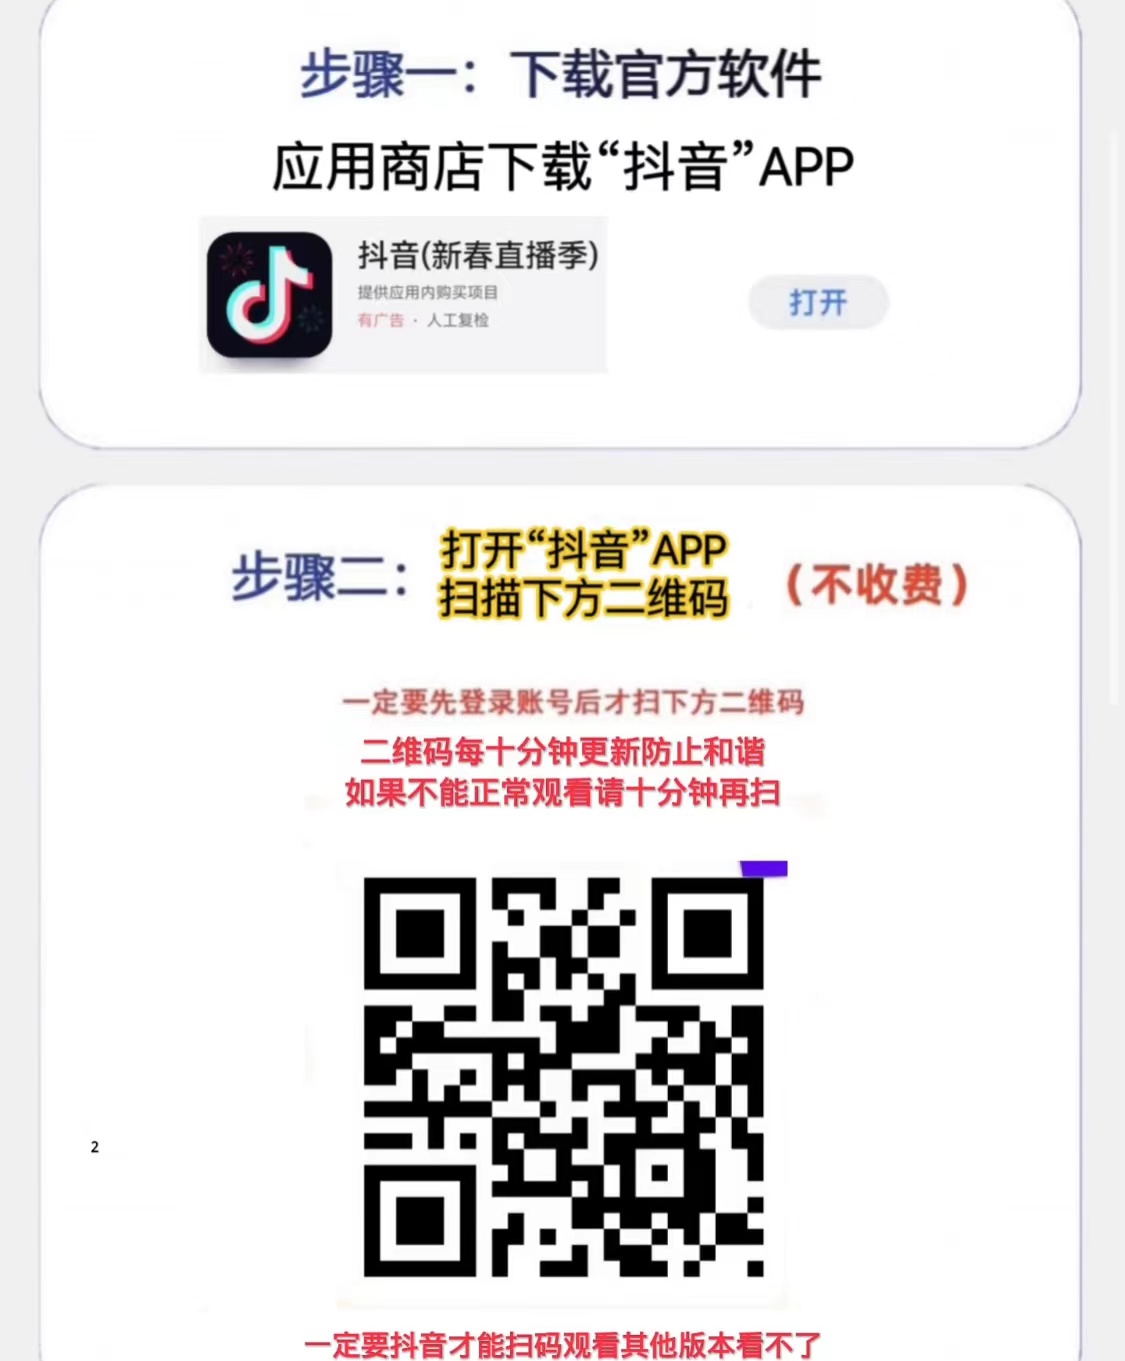 步骤一：下载官方软件
应用商店下载“抖音”APP
抖音(新春直播季)
提供应用内购买项目
有广告 · 人工复检
打开
步骤二：
打开“抖音”APP
扫描下方二维码
（不收费）
一定要先登录账号后才扫下方二维码
二维码每十分钟更新防止和谐
如果不能正常观看请十分钟再扫
2
一定要抖音才能扫码观看其他版本看不了